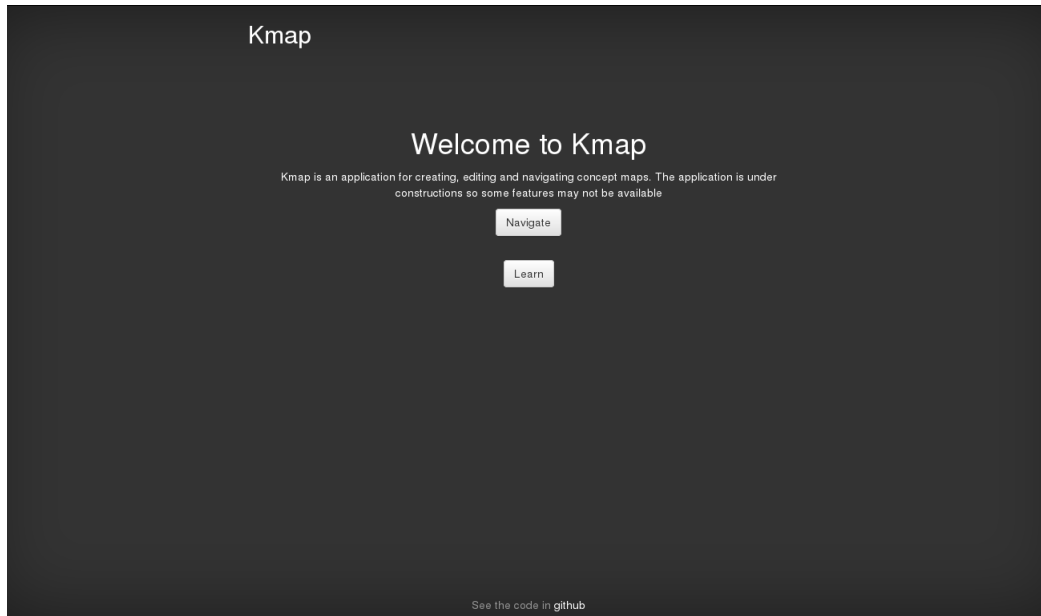 Kmap
Welcome to Kmap
Kmap is an application for creating, editing and navigating concept maps. The application is under
constructions so some features may not be available
Navigate
Learn
See the code in github